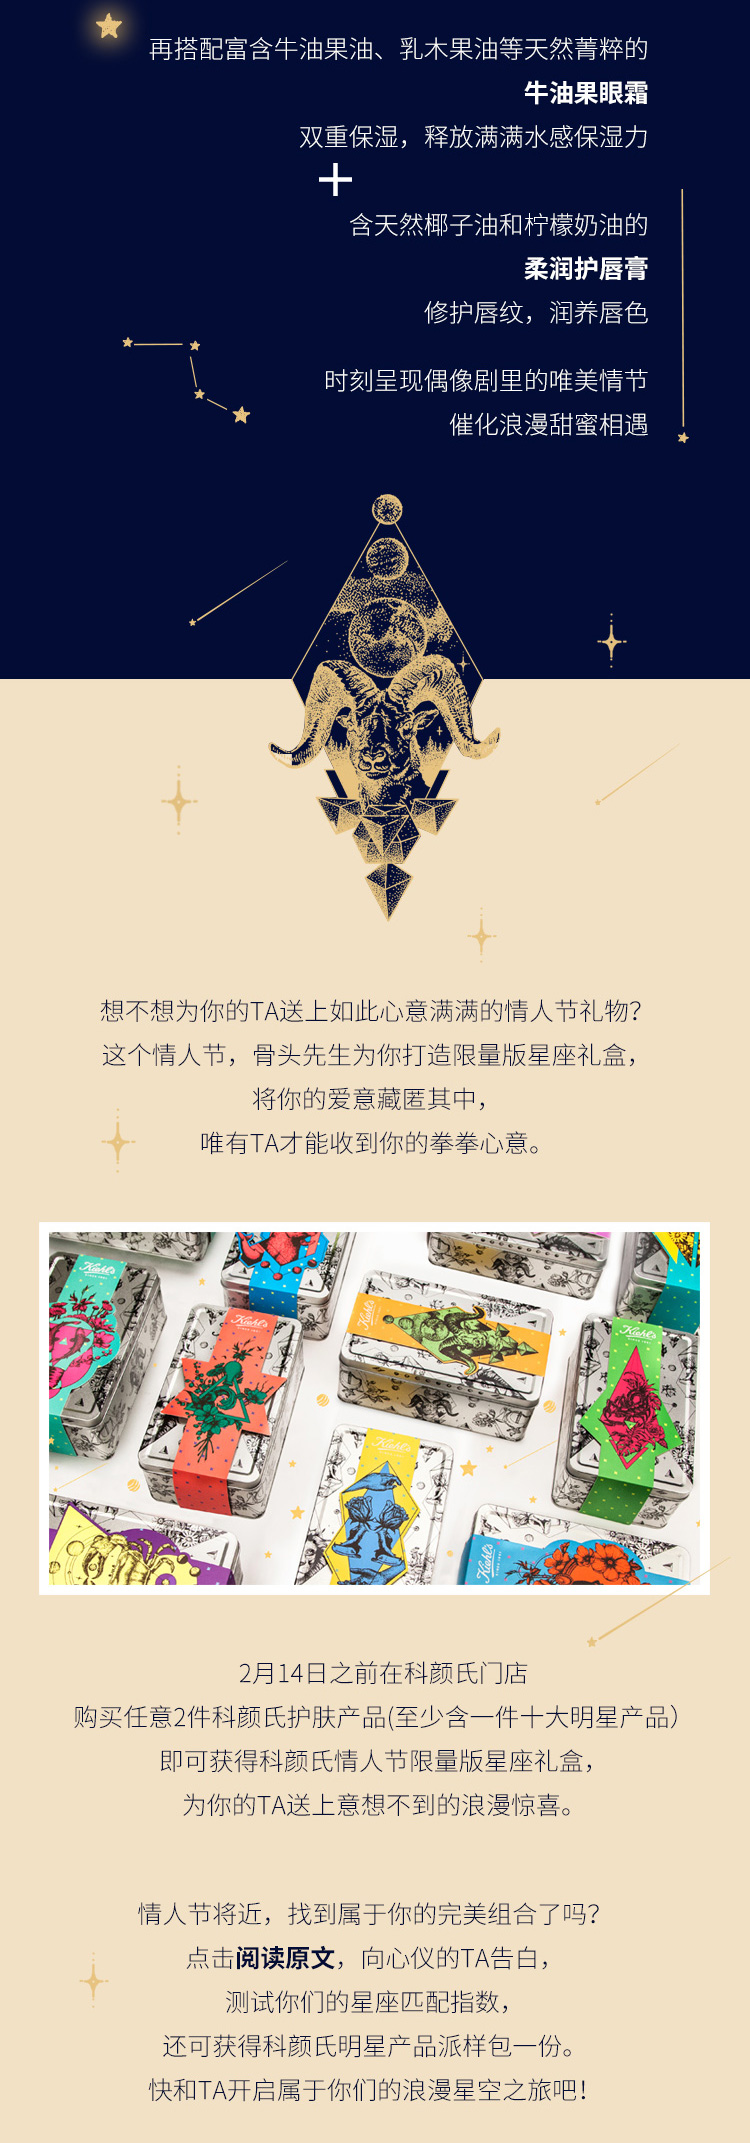 再搭配富含牛油果油、乳木果油等天然菁粹的
牛油果眼霜
双重保湿，释放满满水感保湿力
+
含天然椰子油和柠檬奶油的
柔润护唇膏
修护唇纹，润养唇色
时刻呈现偶像剧里的唯美情节
催化浪漫甜蜜相遇
想不想为你的TA送上如此心意满满的情人节礼物？
这个情人节，骨头先生为你打造限量版星座礼盒，
将你的爱意藏匿其中，
唯有TA才能收到你的拳拳心意。
Kiehl's
SINCE 1851
Kiehl's
Kiehl's
Kiehl's
Kiehl's
Kiehl's
2月14日之前在科颜氏门店
购买任意2件科颜氏护肤产品(至少含一件十大明星产品）
即可获得科颜氏情人节限量版星座礼盒，
为你的TA送上意想不到的浪漫惊喜。
情人节将近，找到属于你的完美组合了吗？
点击阅读原文，向心仪的TA告白，
测试你们的星座匹配指数，
还可获得科颜氏明星产品派样包一份。
快和TA开启属于你们的浪漫星空之旅吧！